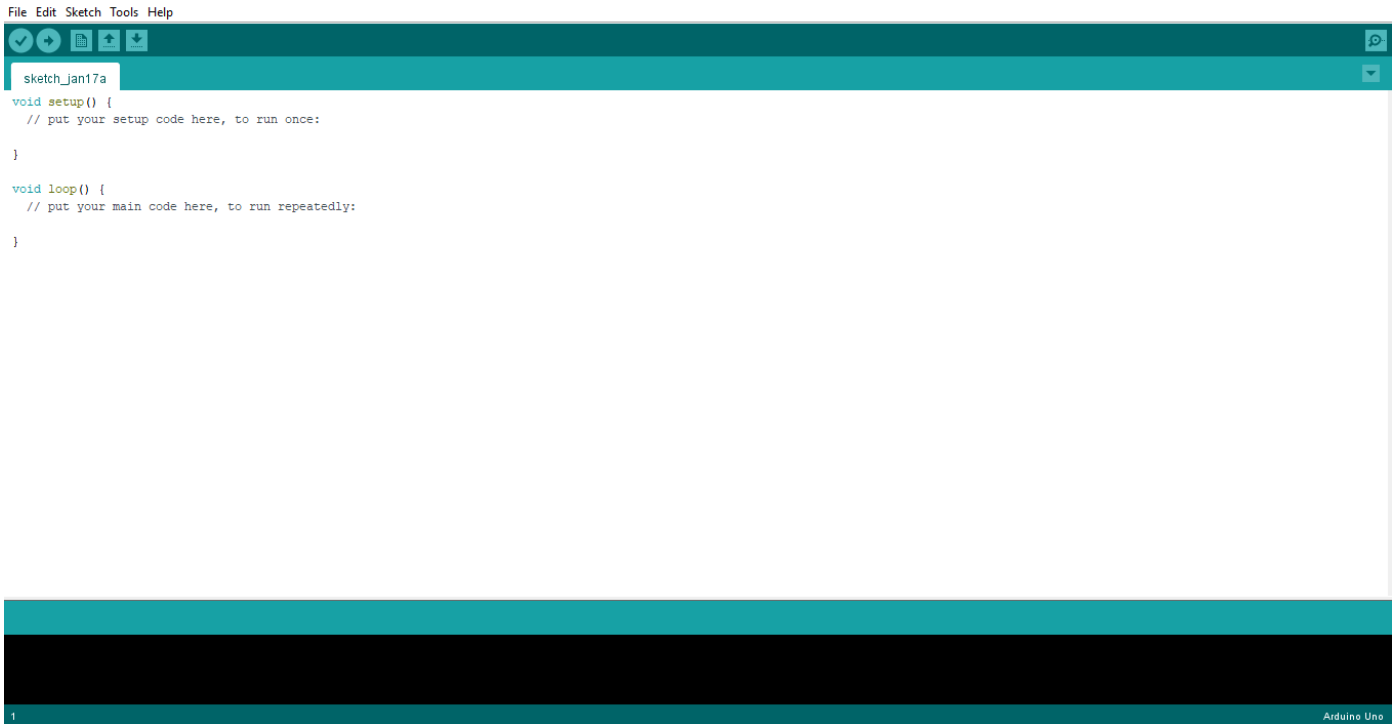 File Edit Sketch Tools Help
sketch_jan17a
void setup() {
  // put your setup code here, to run once:
}
void loop() {
  // put your main code here, to run repeatedly:
}
1 Arduino Uno